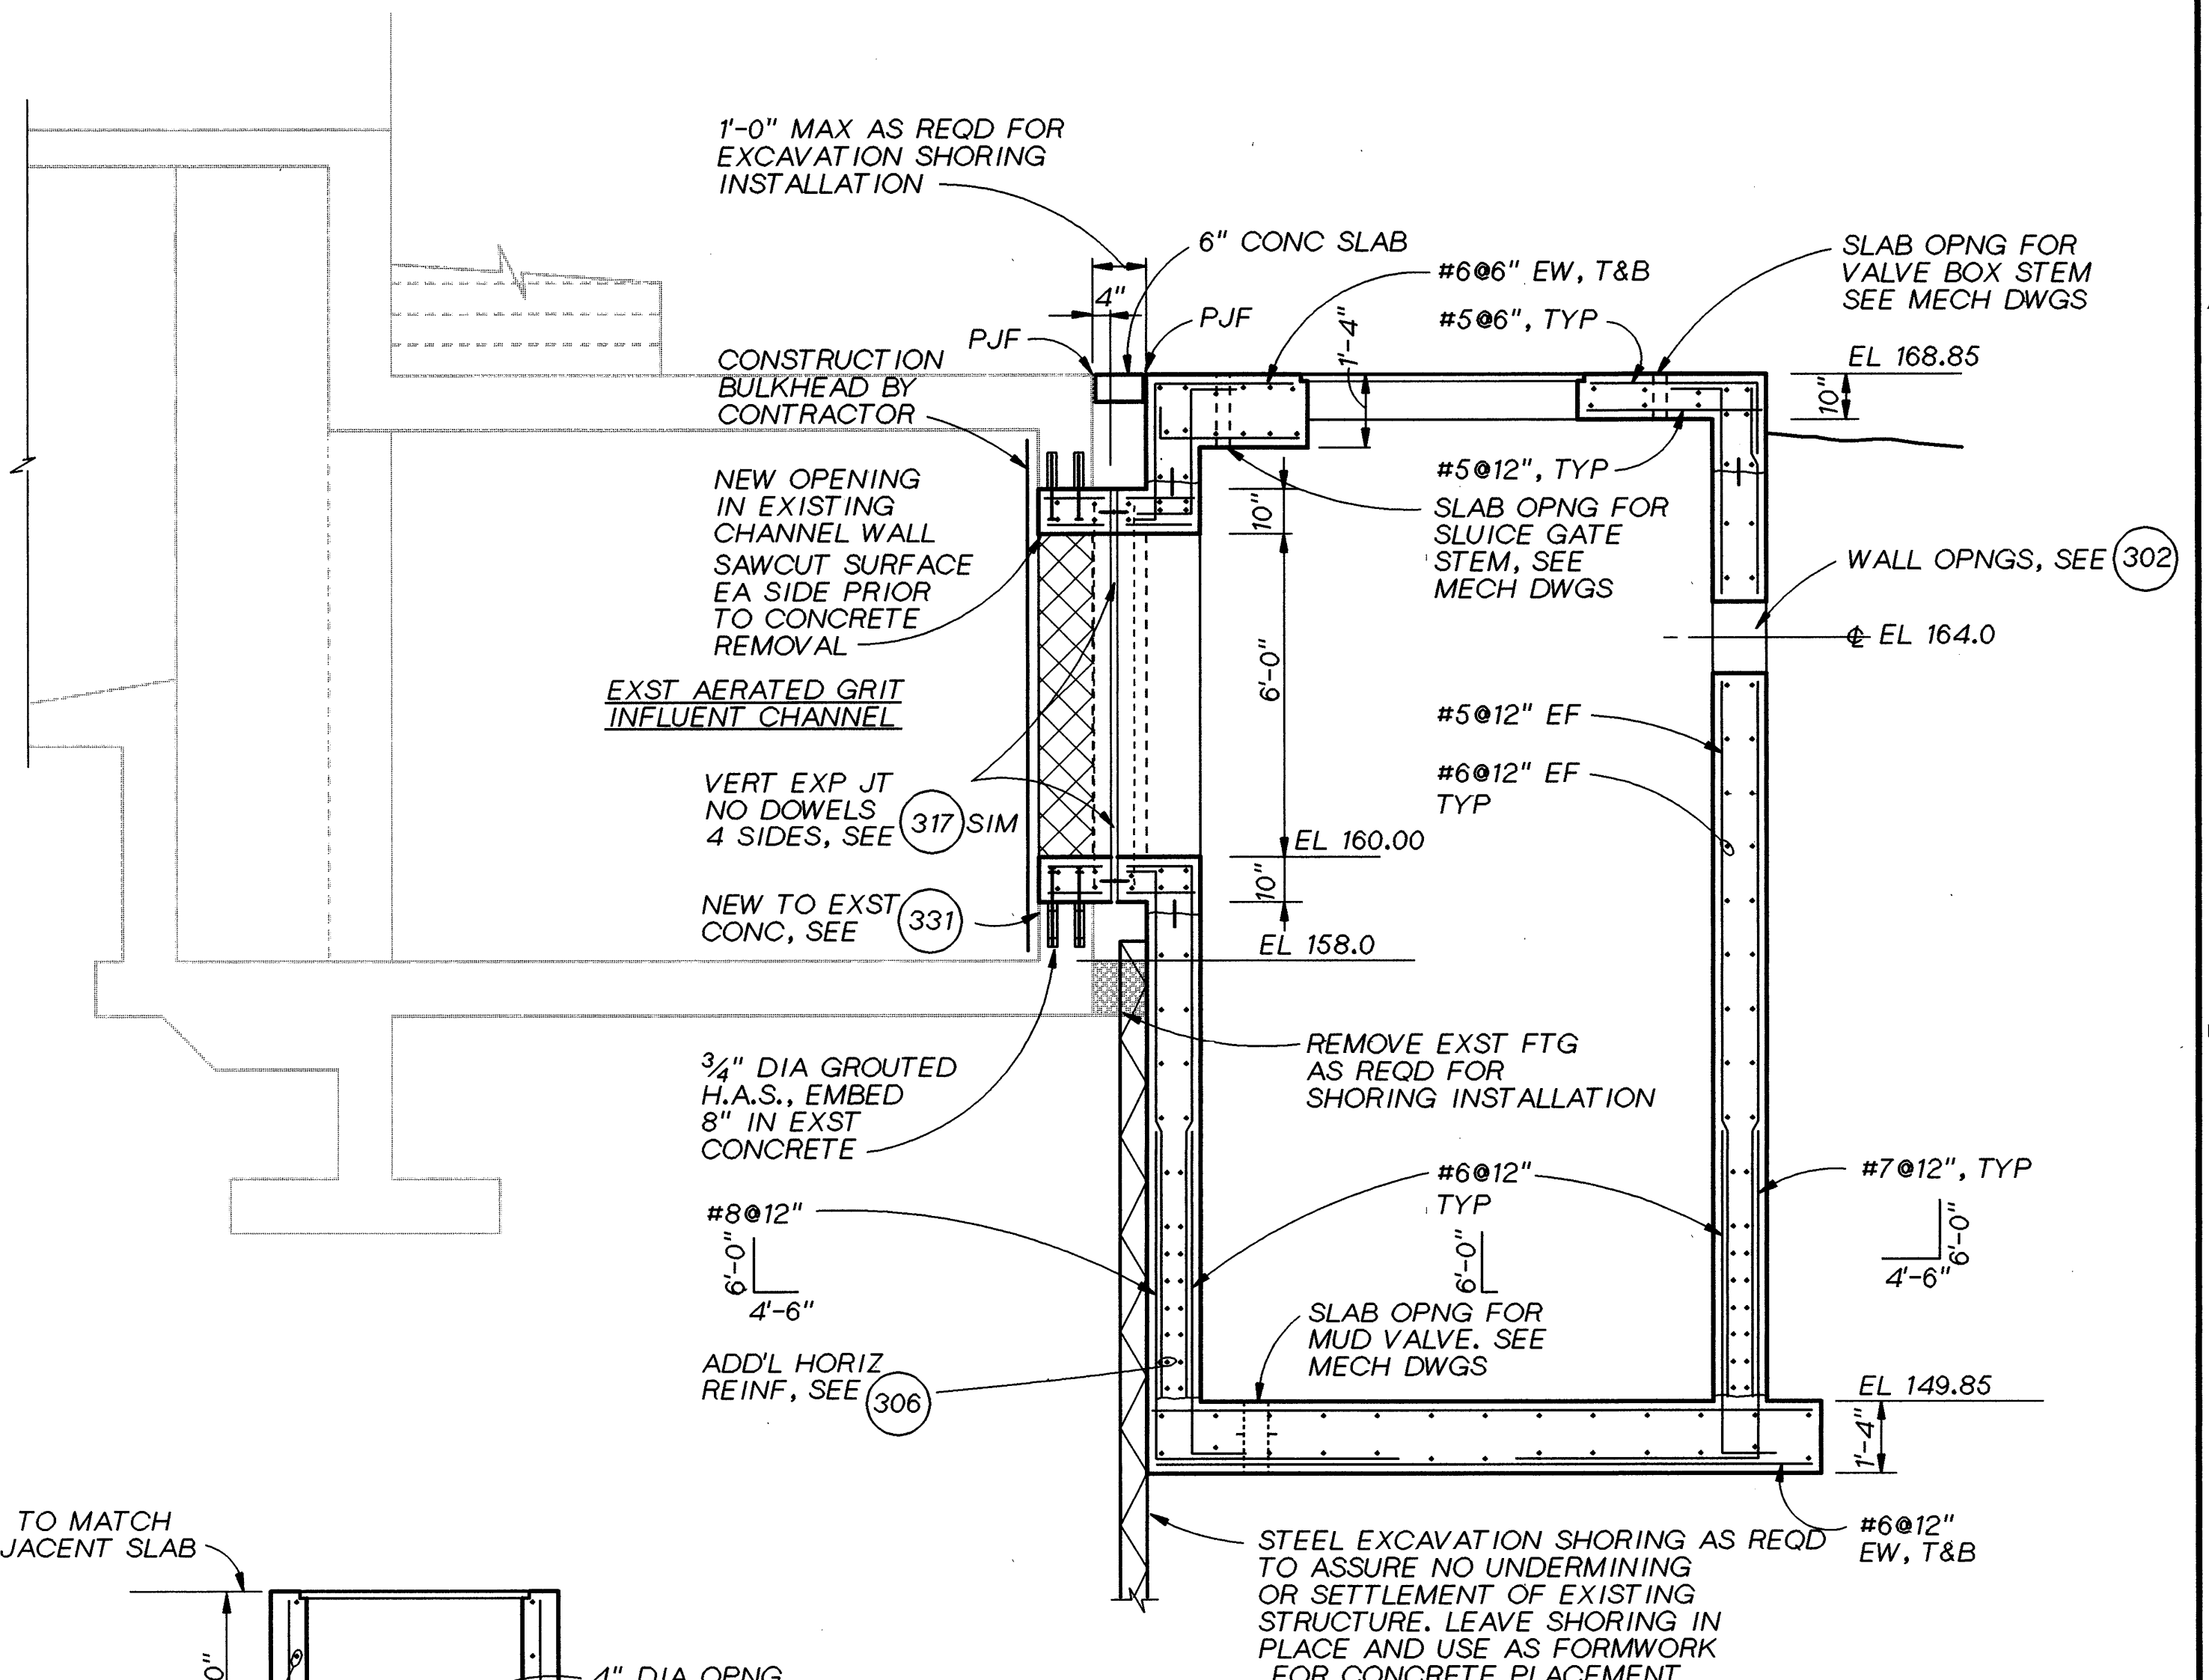 1'-0" MAX AS REQD FOR
EXCAVATION SHORING
INSTALLATION
6" CONC SLAB
#6@6" EW, T&B
#5@6", TYP
SLAB OPNG FOR
VALVE BOX STEM
SEE MECH DWGS
4"
PJF
PJF
1'-4"
EL 168.85
10"
CONSTRUCTION
BULKHEAD BY
CONTRACTOR
#5@12", TYP
NEW OPENING
IN EXISTING
CHANNEL WALL
SAWCUT SURFACE
EA SIDE PRIOR
TO CONCRETE
REMOVAL
10"
SLAB OPNG FOR
SLUICE GATE
STEM, SEE
MECH DWGS
WALL OPNGS, SEE 302
℄ EL 164.0
6'-0"
EXST AERATED GRIT
INFLUENT CHANNEL
#5@12" EF
#6@12" EF
TYP
VERT EXP JT
NO DOWELS
4 SIDES, SEE 317 SIM
EL 160.00
10"
NEW TO EXST
CONC, SEE 331
EL 158.0
REMOVE EXST FTG
AS REQD FOR
SHORING INSTALLATION
3/4" DIA GROUTED
H.A.S., EMBED
8" IN EXST
CONCRETE
#6@12"
TYP
6'-0"
#7@12", TYP
6'-0"
4'-6"
#8@12"
6'-0"
4'-6"
SLAB OPNG FOR
MUD VALVE. SEE
MECH DWGS
ADD'L HORIZ
REINF, SEE 306
EL 149.85
1'-4"
#6@12"
EW, T&B
STEEL EXCAVATION SHORING AS REQD
TO ASSURE NO UNDERMINING
OR SETTLEMENT OF EXISTING
STRUCTURE. LEAVE SHORING IN
PLACE AND USE AS FORMWORK
FOR CONCRETE PLACEMENT
TO MATCH
JACENT SLAB
0"
4" DIA OPNG